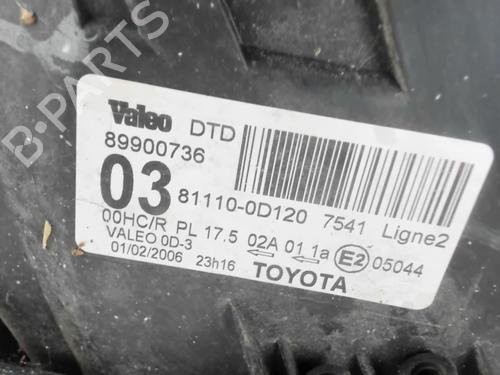 B-PARTS
Valeo DTD
89900736
03 81110-0D120 7541 Ligne2
00HC/R PL 17.5 02A 01 1a E2 05044
VALEO 0D-3
01/02/2006 23h16 TOYOTA